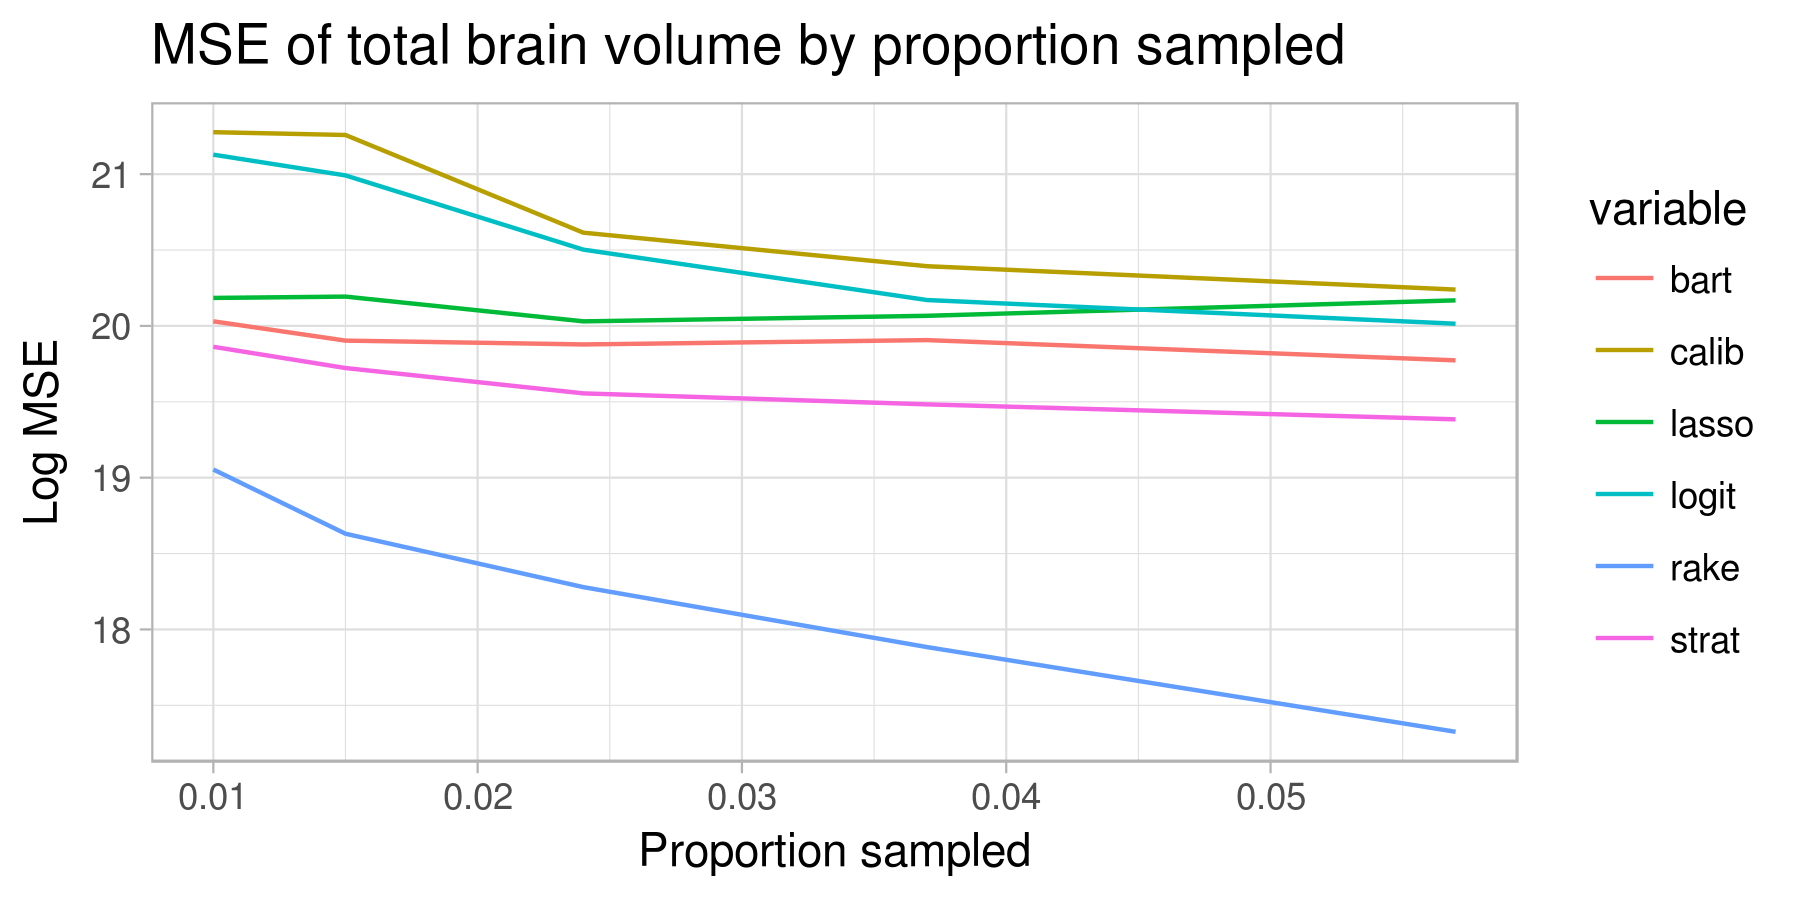 MSE of total brain volume by proportion sampled
Log MSE
21
20
19
18
0.01 0.02 0.03 0.04 0.05
Proportion sampled
variable
bart
calib
lasso
logit
rake
strat